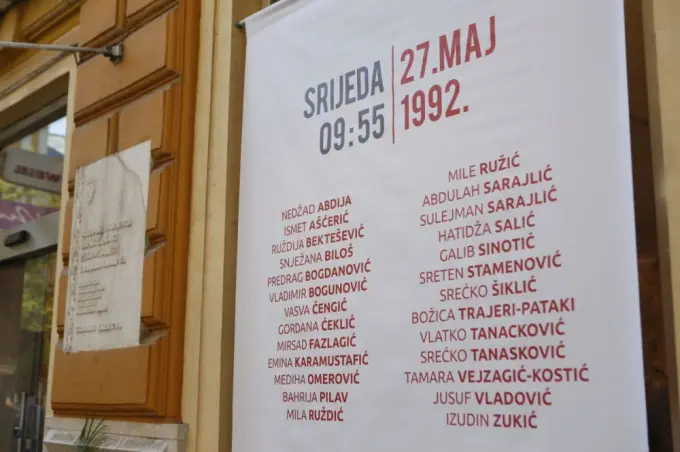 SRIJEDA
09:55
27.MAJ
1992.
NEDŽAD ABDIJA
ISMET AŠĆERIĆ
RUŽDIJA BEKTEŠEVIĆ
SNJEŽANA BILOŠ
PREDRAG BOGDANOVIĆ
VLADIMIR BOGUNOVIĆ
VASVA ČENGIĆ
GORDANA ČEKLIĆ
MIRSAD FAZLAGIĆ
EMINA KARAMUSTAFIĆ
MEDIHA OMEROVIĆ
BAHRIJA PILAV
MILA RUŽDIĆ
MILE RUŽIĆ
ABDULAH SARAJLIĆ
SULEJMAN SARAJLIĆ
HATIDŽA SALIĆ
GALIB SINOTIĆ
SRETEN STAMENOVIĆ
SREĆKO ŠIKLIĆ
BOŽICA TRAJERI-PATAKI
VLATKO TANACKOVIĆ
SREĆKO TANASKOVIĆ
TAMARA VEJZAGIĆ-KOSTIĆ
JUSUF VLADOVIĆ
IZUDIN ZUKIĆ